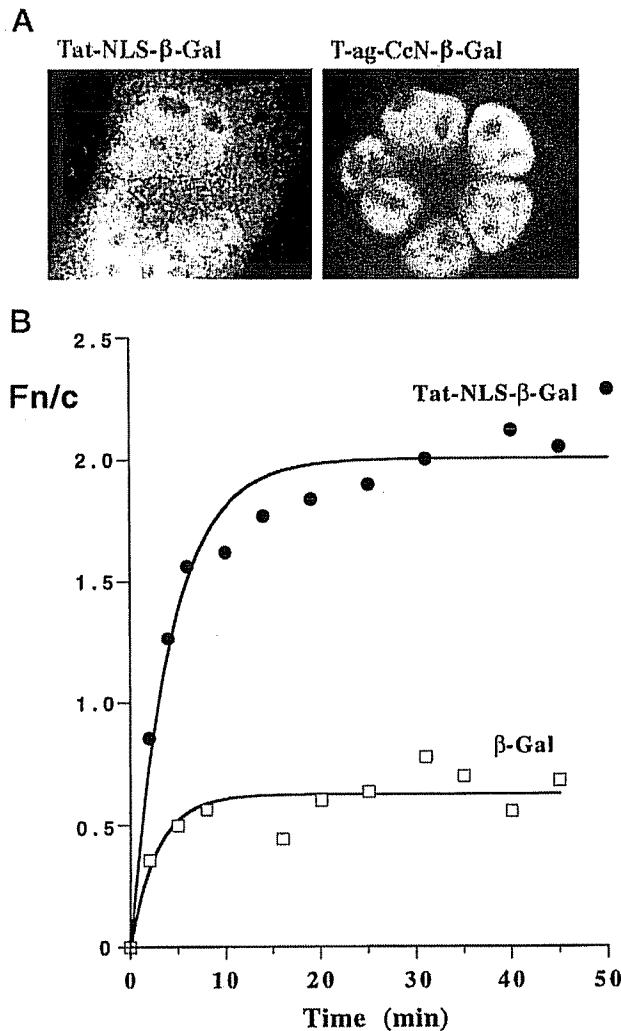 A
Tat-NLS-β-Gal
T-ag-CcN-β-Gal
B
Fn/c
2.5
2.0
1.5
1.0
0.5
0
Tat-NLS-β-Gal
β-Gal
0
10
20
30
40
50
Time (min)